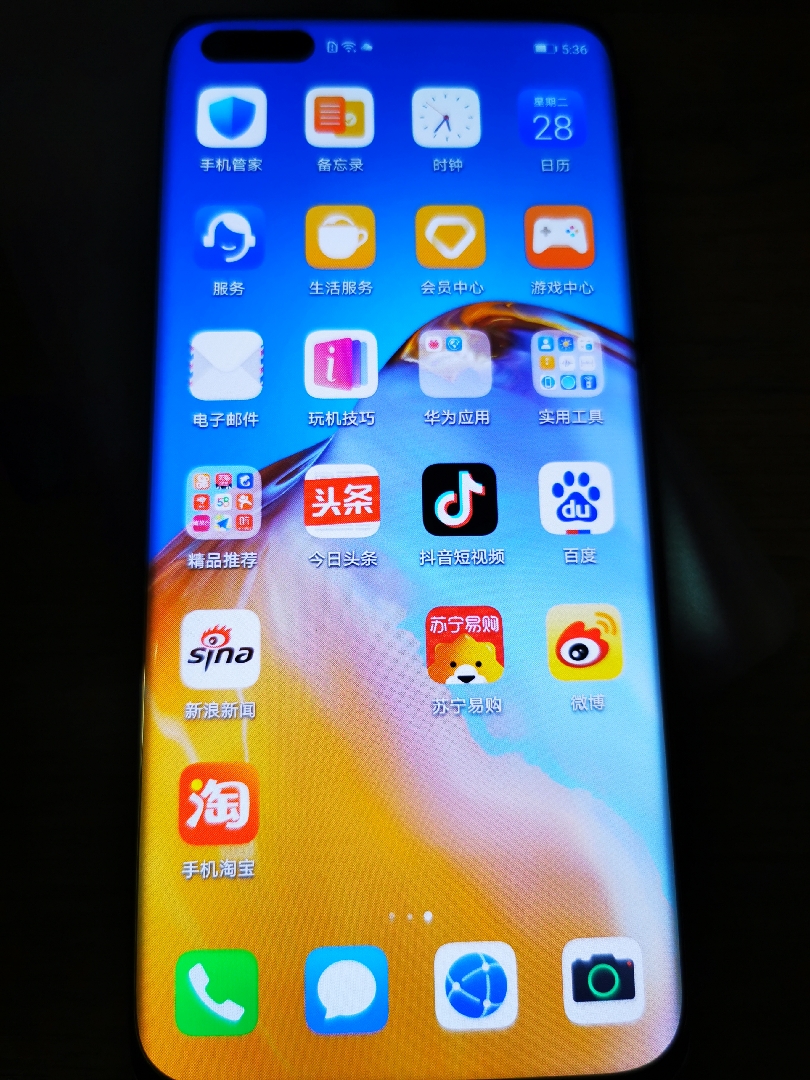 5:36
星期二
28
手机管家
备忘录
时钟
日历
服务
生活服务
会员中心
游戏中心
i
电子邮件
玩机技巧
华为应用
实用工具
58
头条
du
精品推荐
今日头条
抖音短视频
百度
sina
苏宁易购
新浪新闻
苏宁易购
微博
淘
手机淘宝